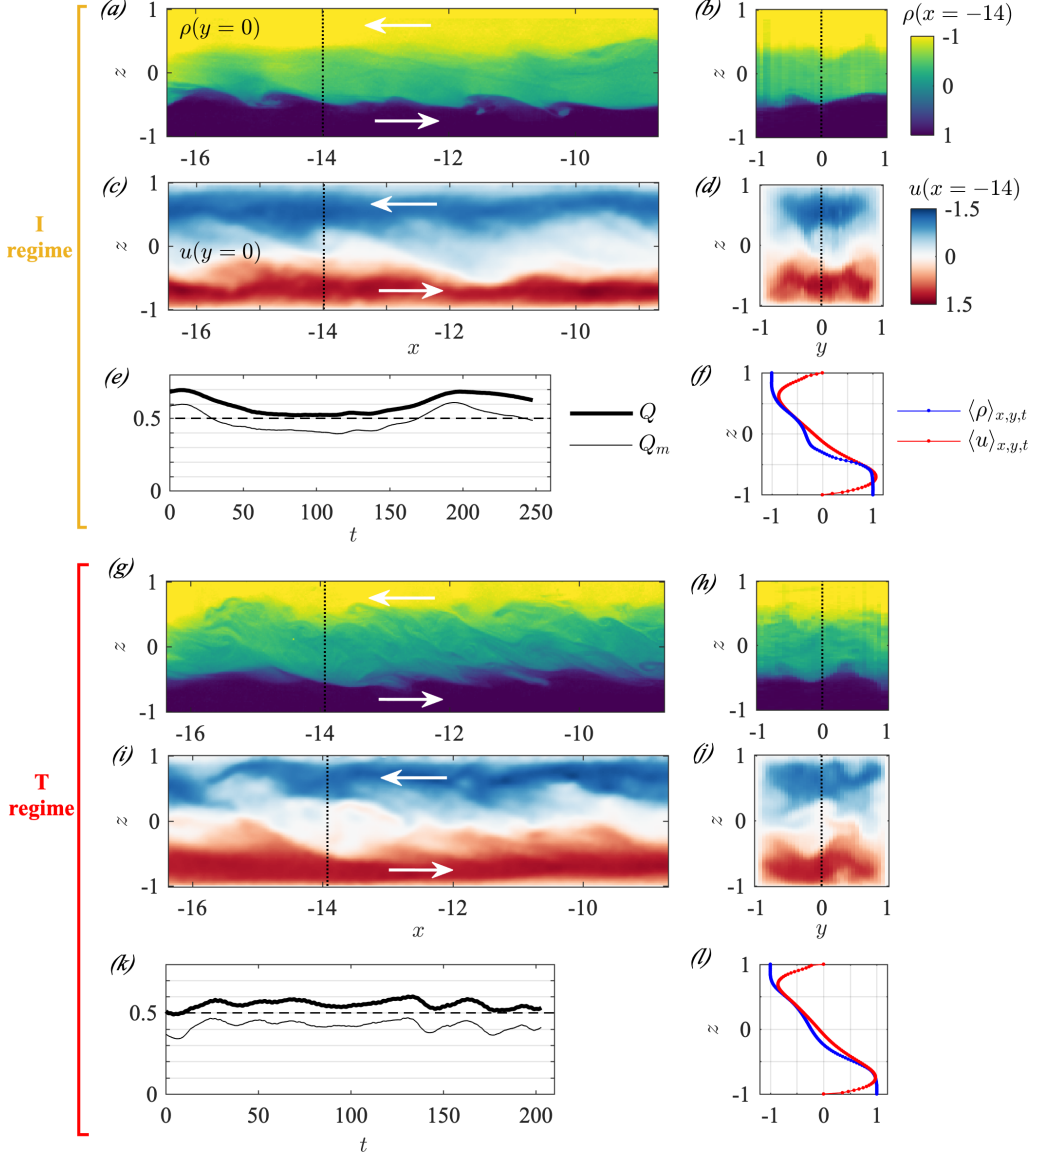 (a)
(b)
ρ(x = −14)
1
ρ(y = 0)
z
0
-1
-16
-14
-12
-10
1
z
0
-1
-1
0
1
-1
0
1
I
regime
(c)
(d)
u(x = −14)
1
z
0
u(y = 0)
-1
-16
-14
-12
-10
x
1
z
0
-1
-1
0
1
y
-1.5
0
1.5
(e)
0.5
0
0
50
100
150
200
250
t
Q
Qm
(f)
1
z
0
-1
-1
0
1
⟨ρ⟩x,y,t
⟨u⟩x,y,t
T
regime
(g)
1
z
0
-1
-16
-14
-12
-10
(h)
1
z
0
-1
-1
0
1
(i)
1
z
0
-1
-16
-14
-12
-10
x
(j)
1
z
0
-1
-1
0
1
y
(k)
0.5
0
0
50
100
150
200
t
(l)
1
z
0
-1
-1
0
1